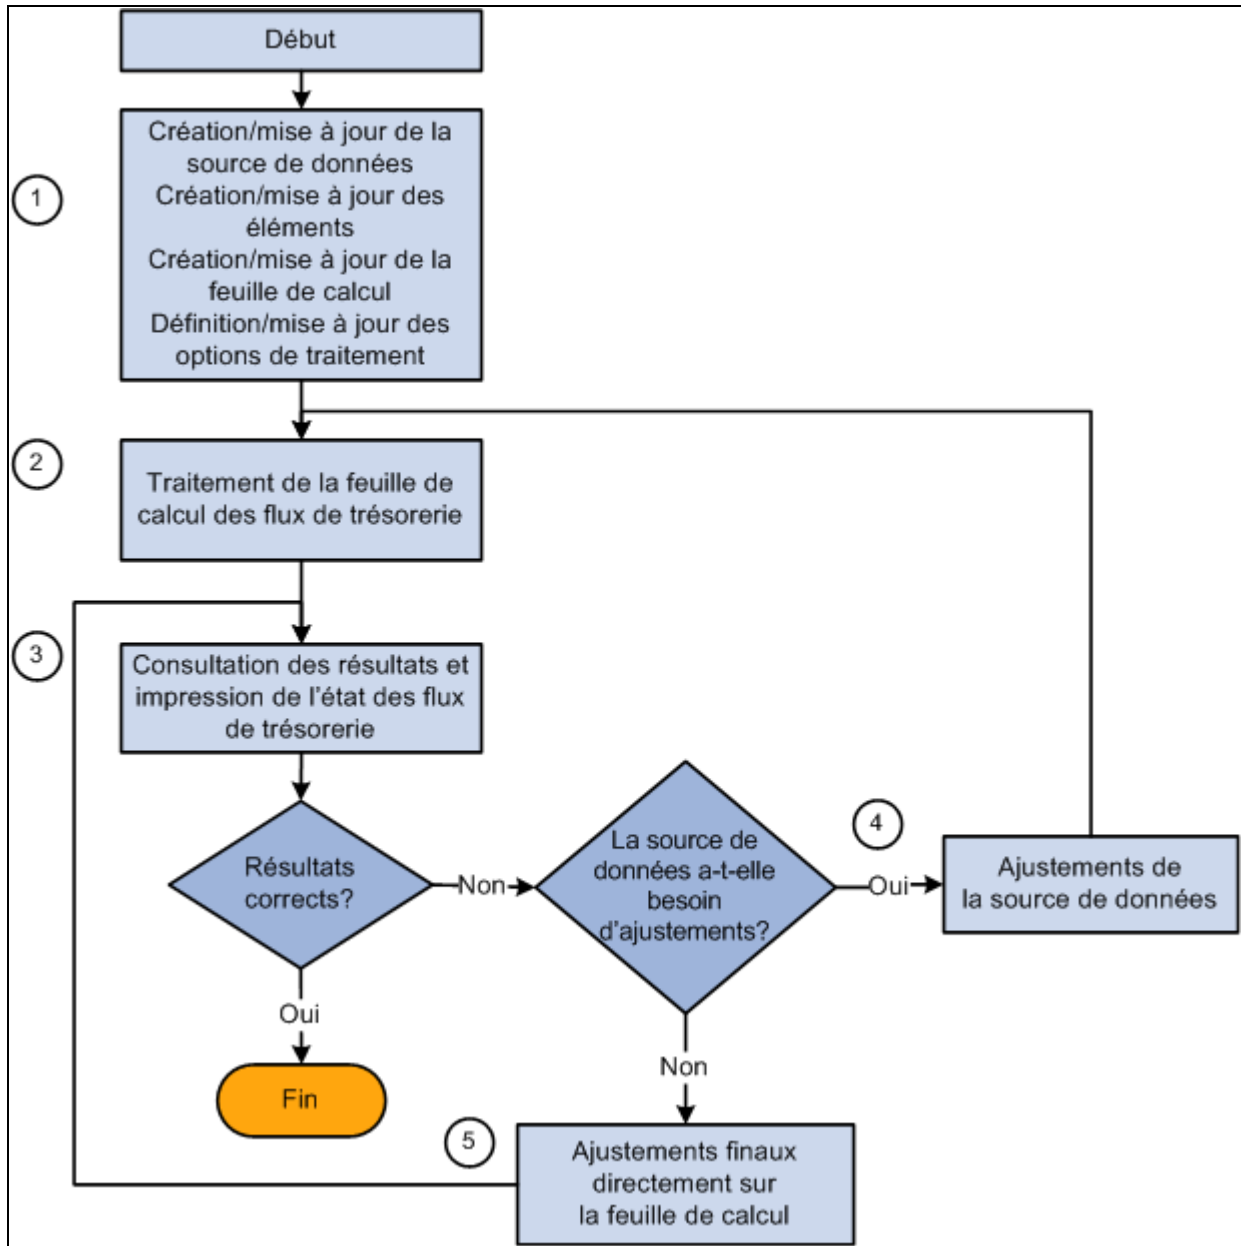 Début
1
Création/mise à jour de la
source de données
Création/mise à jour des
éléments
Création/mise à jour de la
feuille de calcul
Définition/mise à jour des
options de traitement
2
Traitement de la feuille de
calcul des flux de trésorerie
3
Consultation des résultats et
impression de l'état des flux
de trésorerie
Résultats
corrects?
Non
La source de
données a-t-elle
besoin
d'ajustements?
4
Oui
Ajustements de
la source de données
Oui
Fin
Non
5
Ajustements finaux
directement sur
la feuille de calcul